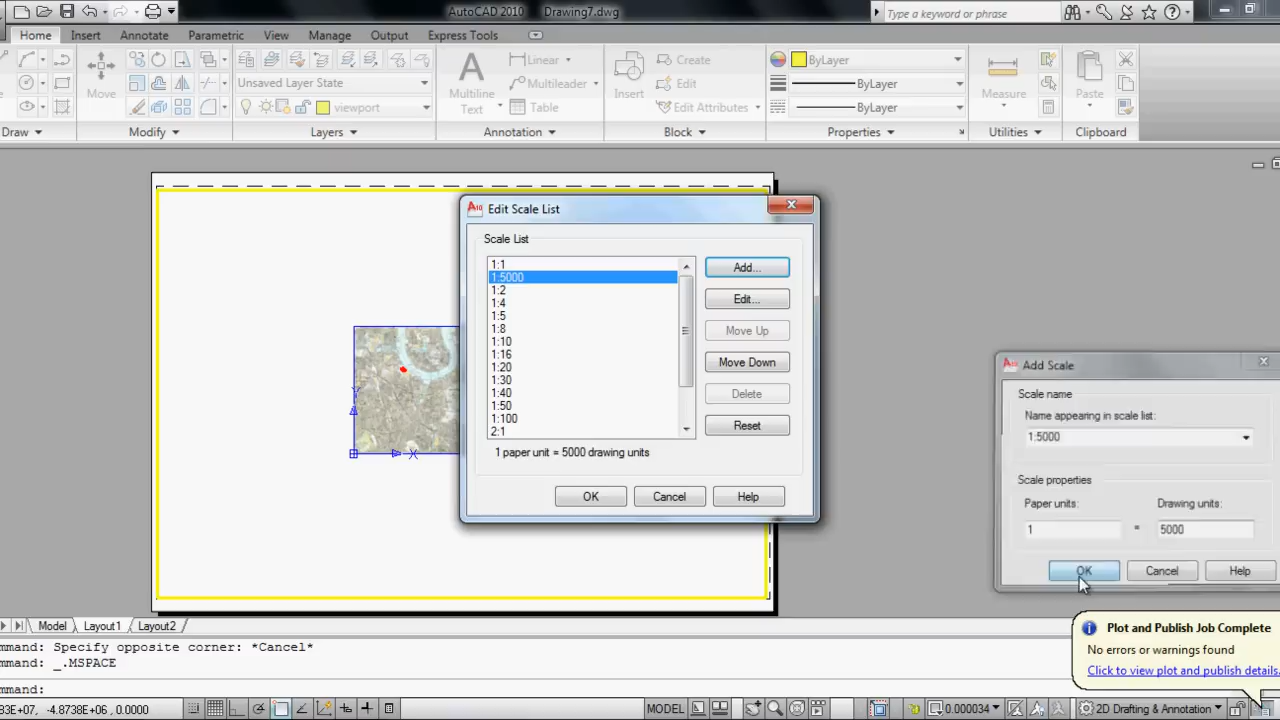 AutoCAD 2010 Drawing7.dwg
Type a keyword or phrase
Home Insert Annotate Parametric View Manage Output Express Tools
Unsaved Layer State
viewport
Move
Multiline
Text
Linear
Multileader
Table
Insert
Create
Edit
Edit Attributes
ByLayer
ByLayer
ByLayer
Measure
Paste
Draw Modify Layers Annotation Block Properties Utilities Clipboard
Edit Scale List
Scale List
1:1
1:5000
1:2
1:4
1:5
1:8
1:10
1:16
1:20
1:30
1:40
1:50
1:100
2:1
Add...
Edit...
Move Up
Move Down
Delete
Reset
1 paper unit = 5000 drawing units
OK Cancel Help
Add Scale
Scale name
Name appearing in scale list:
1:5000
Scale properties
Paper units: Drawing units:
1 = 5000
OK Cancel Help
X
Y
Plot and Publish Job Complete
No errors or warnings found
Click to view plot and publish details.
Model Layout1 Layout2
mmand: Specify opposite corner: *Cancel*
mmand: _.MSPACE
mmand:
83E+07, -4.8738E+06, 0.0000
MODEL
0.000034
2D Drafting & Annotation